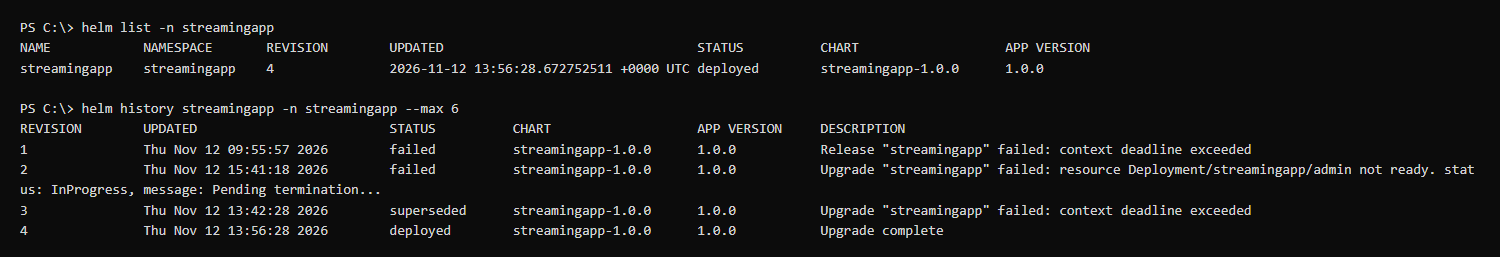 PS C:\> helm list -n streamingapp
NAME NAMESPACE REVISION UPDATED STATUS CHART APP VERSION
streamingapp streamingapp 4 2026-11-12 13:56:28.672752511 +0000 UTC deployed streamingapp-1.0.0 1.0.0
PS C:\> helm history streamingapp -n streamingapp --max 6
REVISION UPDATED STATUS CHART APP VERSION DESCRIPTION
1 Thu Nov 12 09:55:57 2026 failed streamingapp-1.0.0 1.0.0 Release "streamingapp" failed: context deadline exceeded
2 Thu Nov 12 15:41:18 2026 failed streamingapp-1.0.0 1.0.0 Upgrade "streamingapp" failed: resource Deployment/streamingapp/admin not ready. stat
us: InProgress, message: Pending termination...
3 Thu Nov 12 13:42:28 2026 superseded streamingapp-1.0.0 1.0.0 Upgrade "streamingapp" failed: context deadline exceeded
4 Thu Nov 12 13:56:28 2026 deployed streamingapp-1.0.0 1.0.0 Upgrade complete